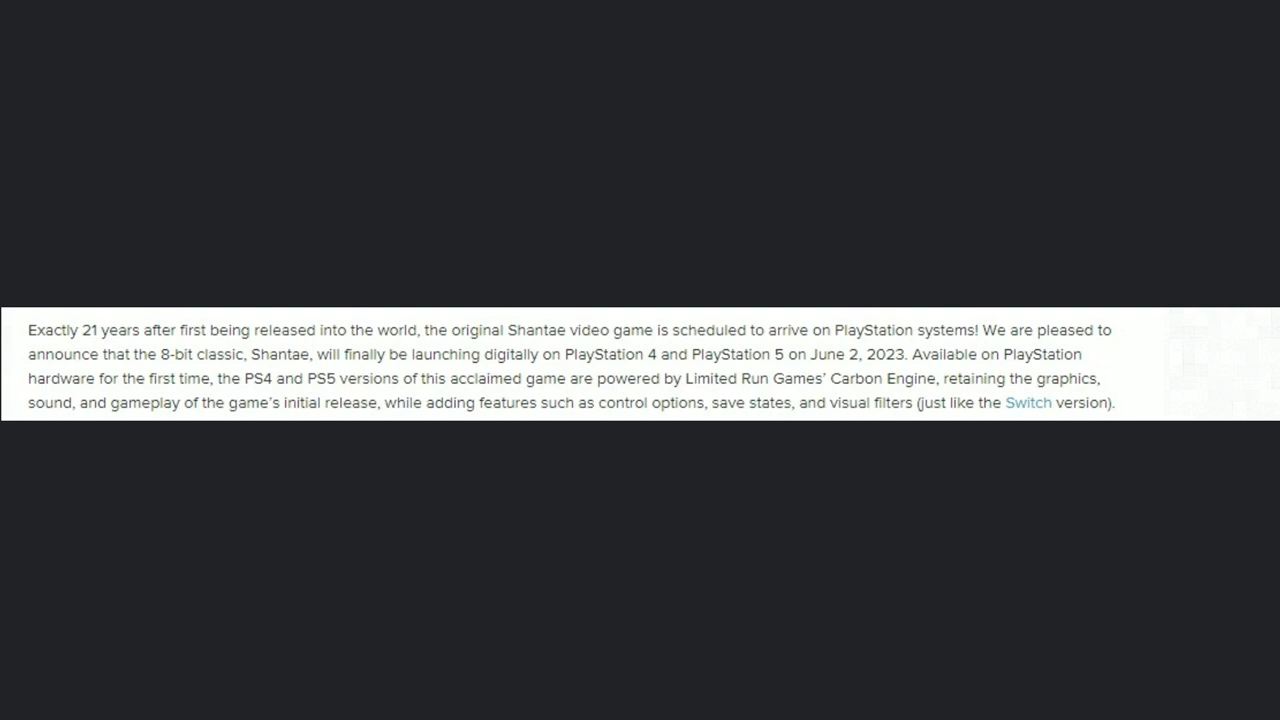 Exactly 21 years after first being released into the world, the original Shantae video game is scheduled to arrive on PlayStation systems! We are pleased to
announce that the 8-bit classic, Shantae, will finally be launching digitally on PlayStation 4 and PlayStation 5 on June 2, 2023. Available on PlayStation
hardware for the first time, the PS4 and PS5 versions of this acclaimed game are powered by Limited Run Games’ Carbon Engine, retaining the graphics,
sound, and gameplay of the game’s initial release, while adding features such as control options, save states, and visual filters (just like the Switch version).